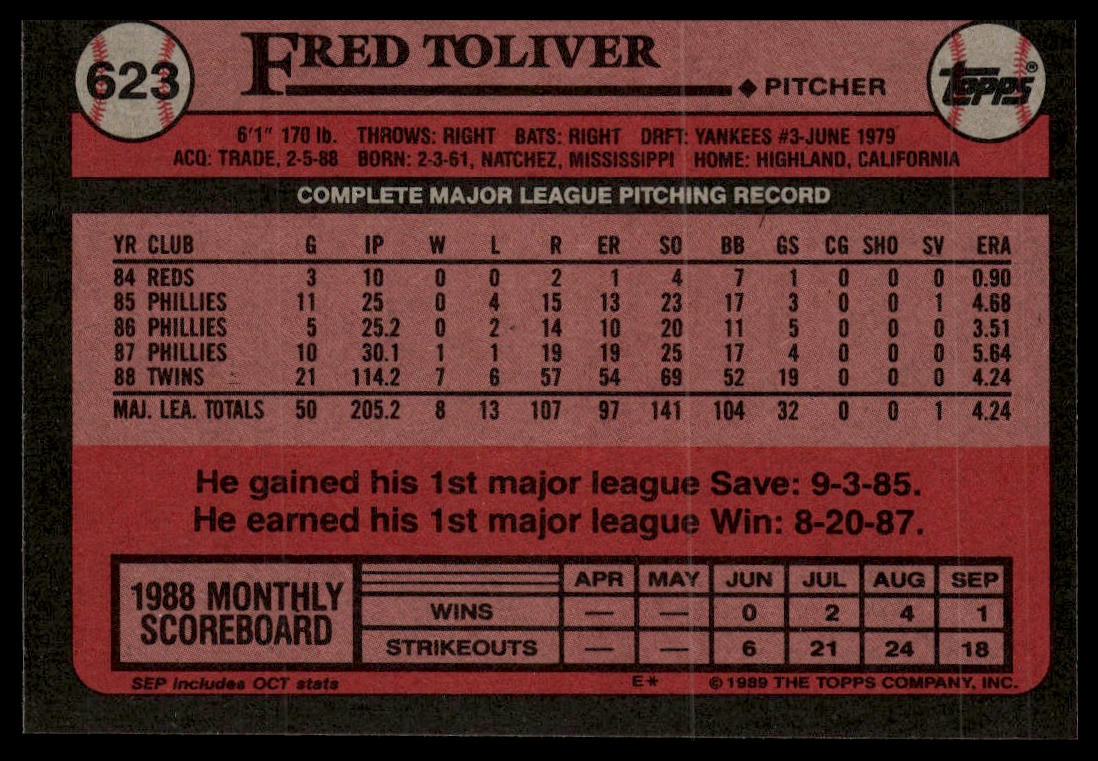 623
FRED TOLIVER
◆ PITCHER
TOPPS®
6'1" 170 lb. THROWS: RIGHT BATS: RIGHT DRFT: YANKEES #3-JUNE 1979
ACQ: TRADE, 2-5-88 BORN: 2-3-61, NATCHEZ, MISSISSIPPI HOME: HIGHLAND, CALIFORNIA
COMPLETE MAJOR LEAGUE PITCHING RECORD
YR CLUB G IP W L R ER SO BB GS CG SHO SV ERA
84 REDS 3 10 0 0 2 1 4 7 1 0 0 0 0.90
85 PHILLIES 11 25 0 4 15 13 23 17 3 0 0 1 4.68
86 PHILLIES 5 25.2 0 2 14 10 20 11 5 0 0 0 3.51
87 PHILLIES 10 30.1 1 1 19 19 25 17 4 0 0 0 5.64
88 TWINS 21 114.2 7 6 57 54 69 52 19 0 0 0 4.24
MAJ. LEA. TOTALS 50 205.2 8 13 107 97 141 104 32 0 0 1 4.24
He gained his 1st major league Save: 9-3-85.
He earned his 1st major league Win: 8-20-87.
1988 MONTHLY
SCOREBOARD
APR MAY JUN JUL AUG SEP
WINS — — 0 2 4 1
STRIKEOUTS — — 6 21 24 18
SEP includes OCT stats E* © 1989 THE TOPPS COMPANY, INC.